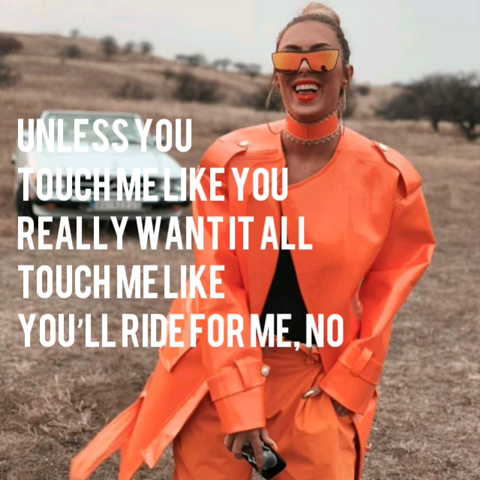 UNLESS YOU
TOUCH ME LIKE YOU
REALLY WANT IT ALL
TOUCH ME LIKE
YOU'LL RIDE FOR ME, NO